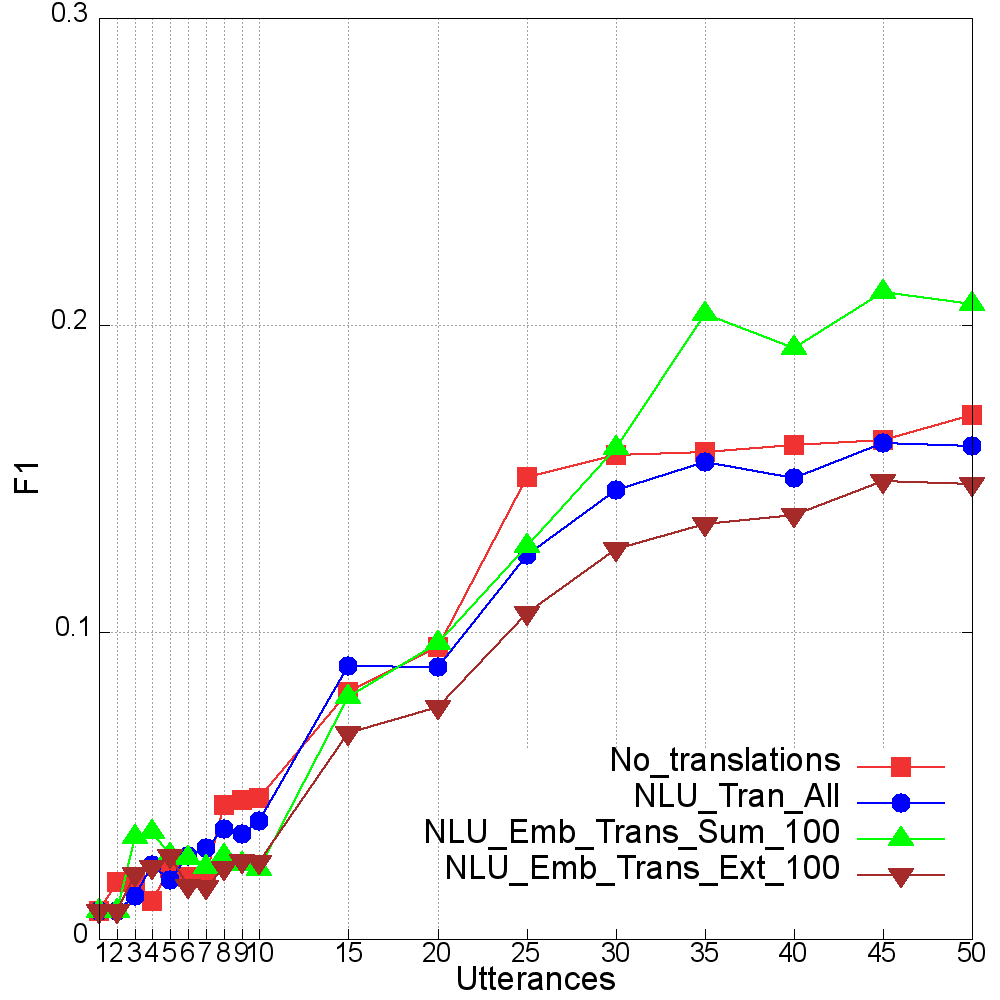 0.3
0.2
F1
0.1
No_translations
NLU_Tran_All
NLU_Emb_Trans_Sum_100
NLU_Emb_Trans_Ext_100
0
1 2 3 4 5 6 7 8 9 10 15 20 25 30 35 40 45 50
Utterances